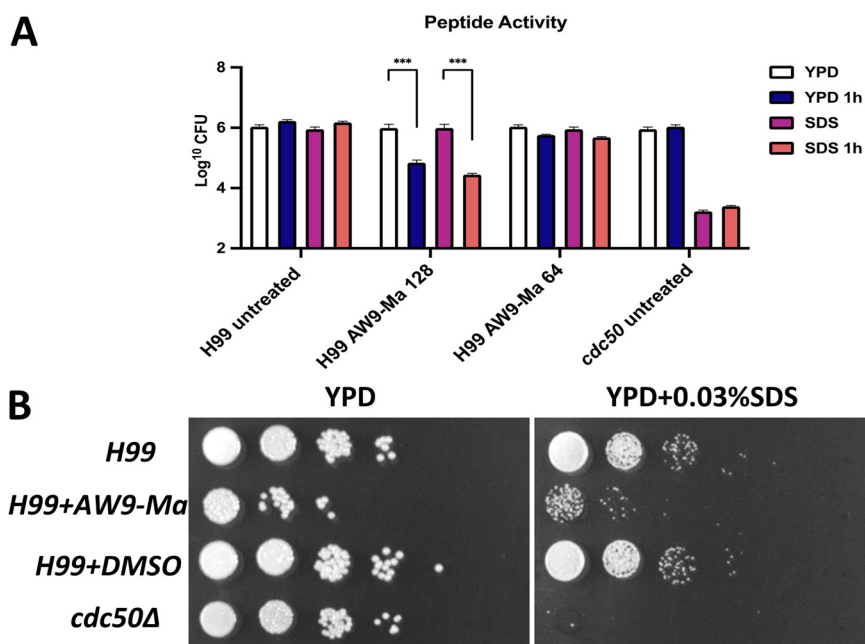 A
Peptide Activity
Log10 CFU
8
6
4
2
***
***
YPD
YPD 1h
SDS
SDS 1h
H99 untreated
H99 AW9-Ma 128
H99 AW9-Ma 64
cdc50 untreated
B
YPD
YPD+0.03%SDS
H99
H99+AW9-Ma
H99+DMSO
cdc50Δ